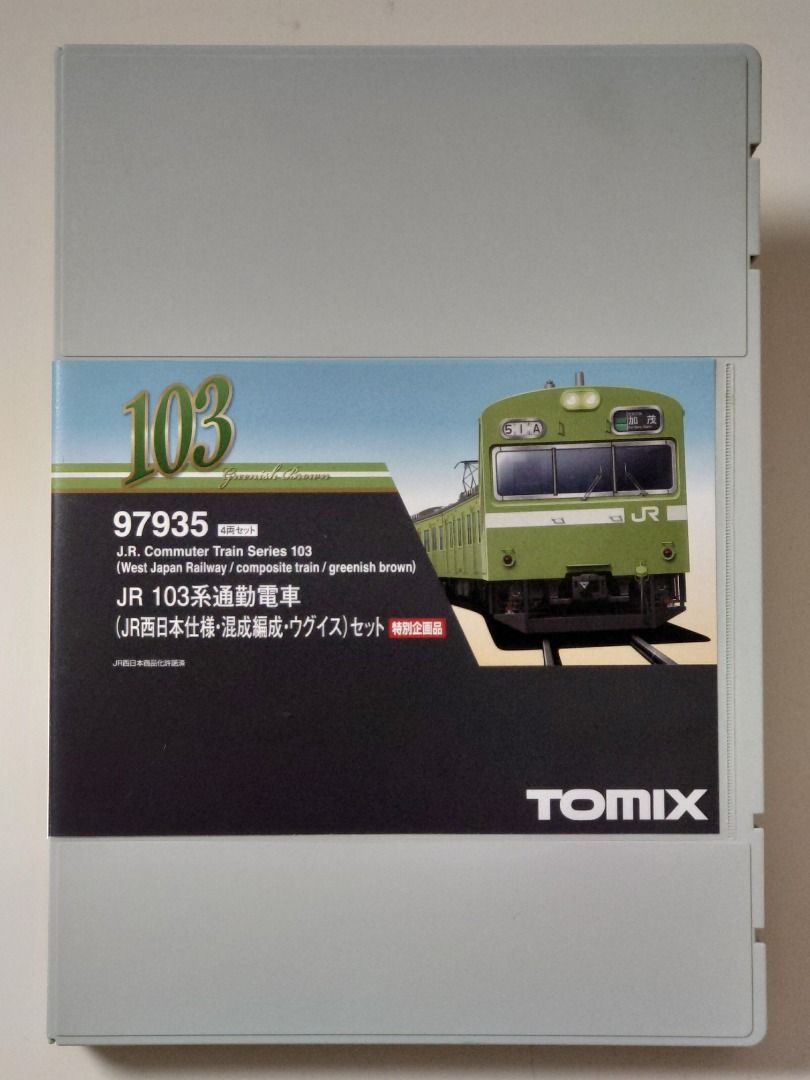 103
Greenish Brown
51 A
加茂
JR
97935 4両セット
J.R. Commuter Train Series 103
(West Japan Railway / composite train / greenish brown)
JR 103系通勤電車
(JR西日本仕様・混成編成・ウグイス)セット 特別企画品
JR西日本商品化許諾済
TOMIX